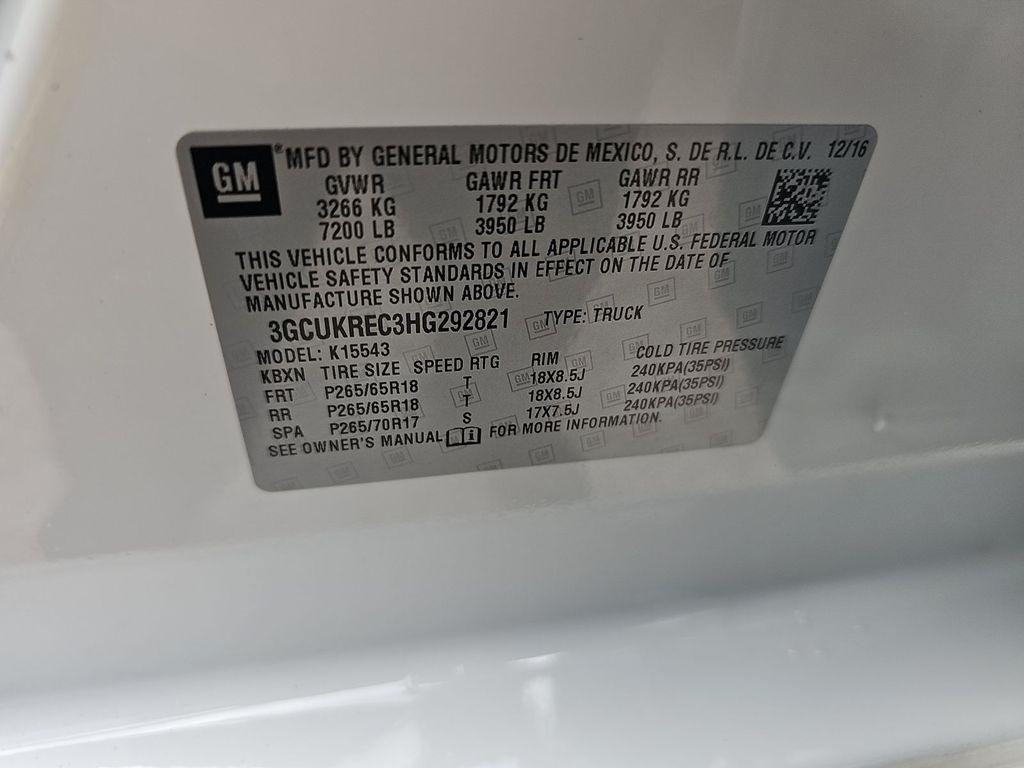 GM ® MFD BY GENERAL MOTORS DE MEXICO, S. DE R.L. DE C.V. 12/16
GVWR GAWR FRT GAWR RR
3266 KG 1792 KG 1792 KG
7200 LB 3950 LB 3950 LB
THIS VEHICLE CONFORMS TO ALL APPLICABLE U.S. FEDERAL MOTOR
VEHICLE SAFETY STANDARDS IN EFFECT ON THE DATE OF
MANUFACTURE SHOWN ABOVE.
3GCUKREC3HG292821 TYPE: TRUCK
MODEL: K15543
KBXN TIRE SIZE SPEED RTG RIM COLD TIRE PRESSURE
FRT P265/65R18 T 18X8.5J 240KPA(35PSI)
RR P265/65R18 T 18X8.5J 240KPA(35PSI)
SPA P265/70R17 S 17X7.5J 240KPA(35PSI)
SEE OWNER'S MANUAL FOR MORE INFORMATION.